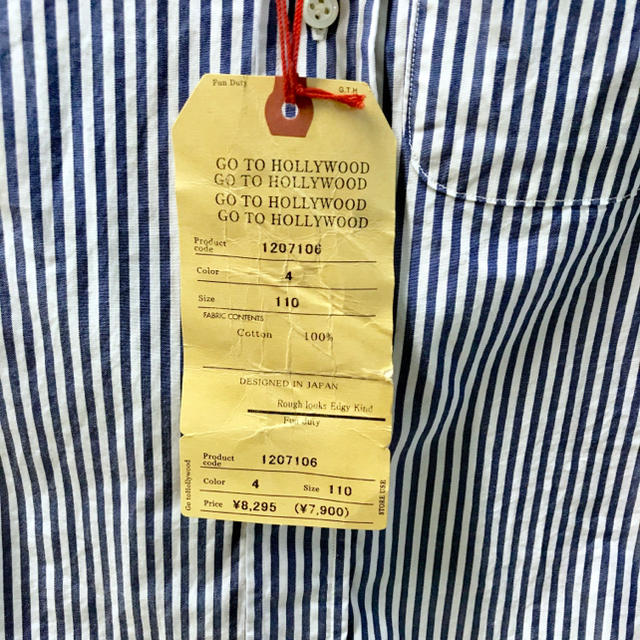 Fun Duty G.T.H
GO TO HOLLYWOOD
GO TO HOLLYWOOD
GO TO HOLLYWOOD
GO TO HOLLYWOOD
Product code 1207106
Color 4
Size 110
FABRIC CONTENTS
Cotton 100%
DESIGNED IN JAPAN
Rough looks Edgy Kind
Fun duty
Product code 1207106
Color 4 Size 110
Price ¥8,295 (¥7,900)
Go to Hollywood
STORE USE